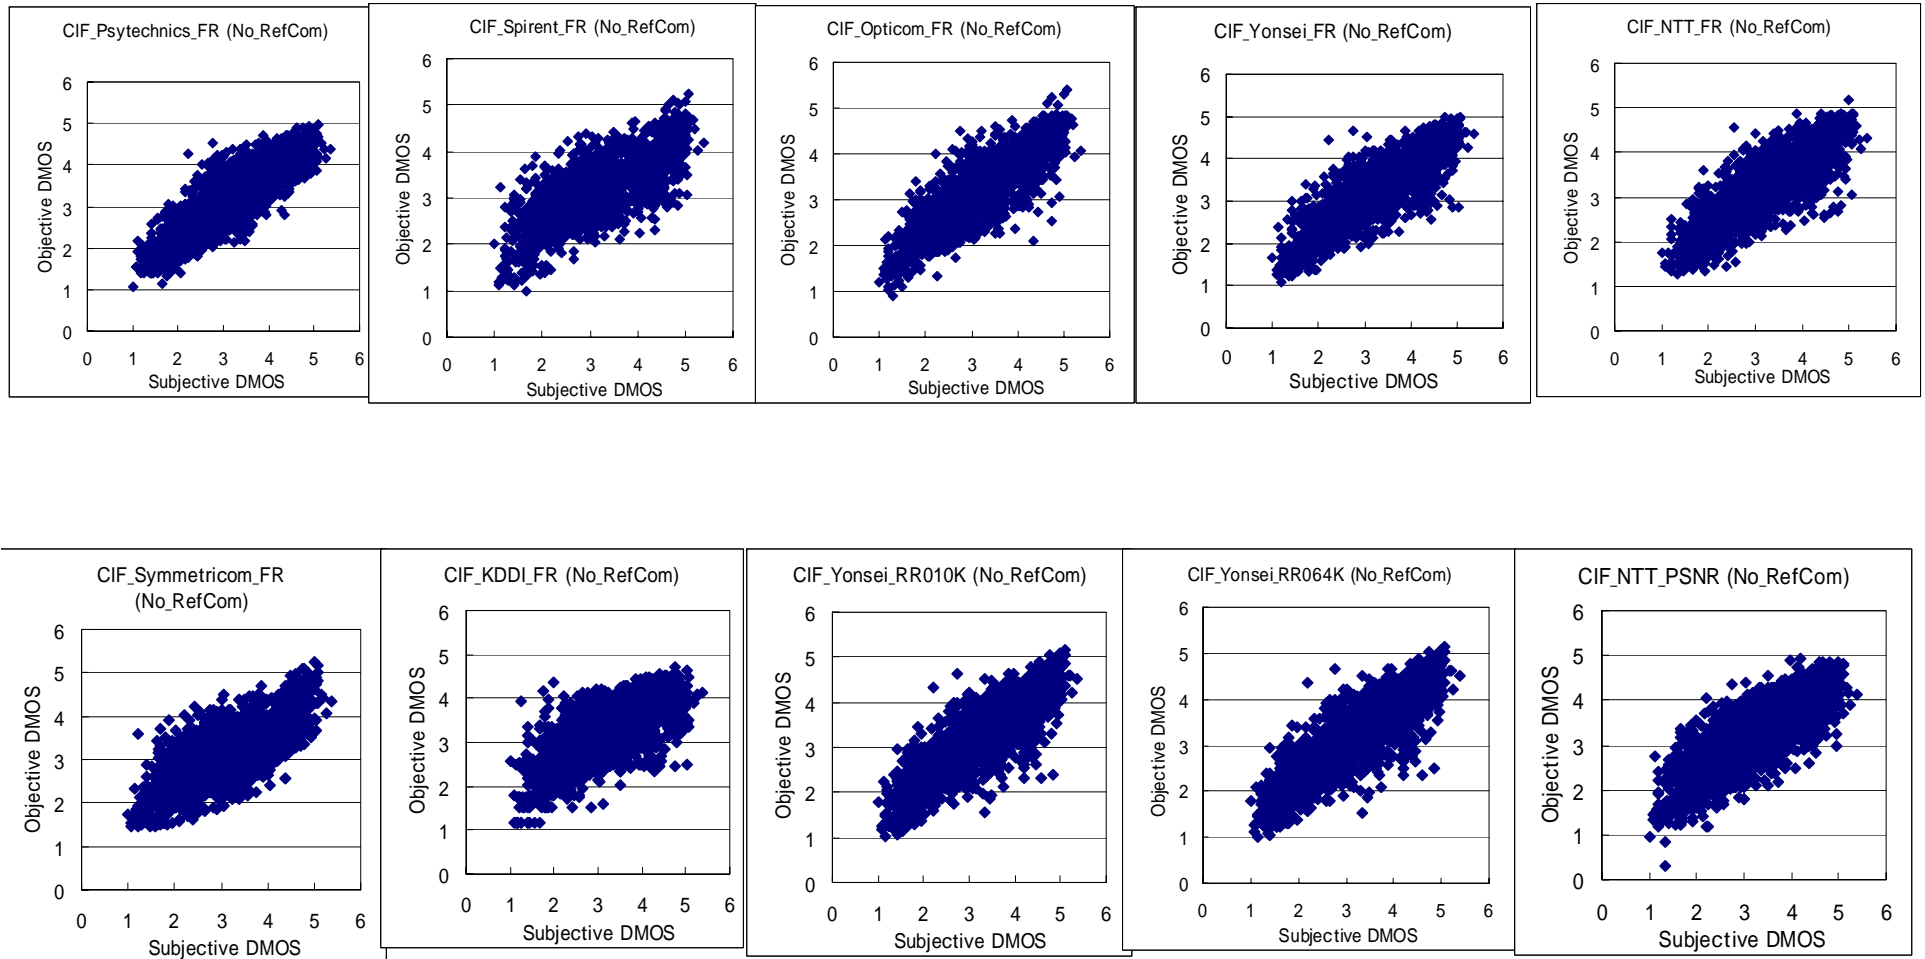 CIF_Psytechnics_FR (No_RefCom)
6
5
4
3
2
1
0
Objective DMOS
0 1 2 3 4 5 6
Subjective DMOS
CIF_Spirent_FR (No_RefCom)
6
5
4
3
2
1
0
Objective DMOS
0 1 2 3 4 5 6
Subjective DMOS
CIF_Opticom_FR (No_RefCom)
6
5
4
3
2
1
0
Objective DMOS
0 1 2 3 4 5 6
Subjective DMOS
CIF_Yonsei_FR (No_RefCom)
6
5
4
3
2
1
0
Objective DMOS
0 1 2 3 4 5 6
Subjective DMOS
CIF_NTT_FR (No_RefCom)
6
5
4
3
2
1
0
Objective DMOS
0 1 2 3 4 5 6
Subjective DMOS
CIF_Symmetricom_FR
(No_RefCom)
6
5
4
3
2
1
0
Objective DMOS
0 1 2 3 4 5 6
Subjective DMOS
CIF_KDDI_FR (No_RefCom)
6
5
4
3
2
1
0
Objective DMOS
0 1 2 3 4 5 6
Subjective DMOS
CIF_Yonsei_RR010K (No_RefCom)
6
5
4
3
2
1
0
Objective DMOS
0 1 2 3 4 5 6
Subjective DMOS
CIF_Yonsei_RR064K (No_RefCom)
6
5
4
3
2
1
0
Objective DMOS
0 1 2 3 4 5 6
Subjective DMOS
CIF_NTT_PSNR (No_RefCom)
6
5
4
3
2
1
0
Objective DMOS
0 1 2 3 4 5 6
Subjective DMOS